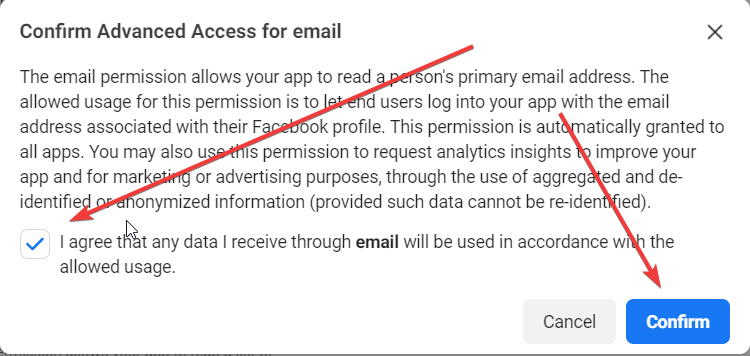 Confirm Advanced Access for email
The email permission allows your app to read a person's primary email address. The
allowed usage for this permission is to let end users log into your app with the email
address associated with their Facebook profile. This permission is automatically granted to
all apps. You may also use this permission to request analytics insights to improve your
app and for marketing or advertising purposes, through the use of aggregated and de-
identified or anonymized information (provided such data cannot be re-identified).
I agree that any data I receive through email will be used in accordance with the
allowed usage.
Cancel
Confirm